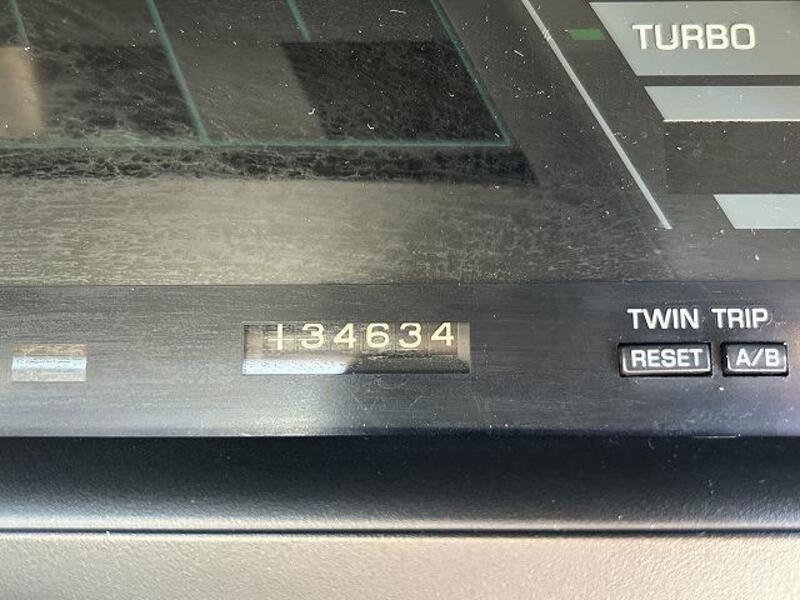 TURBO
134634
TWIN TRIP
RESET A/B